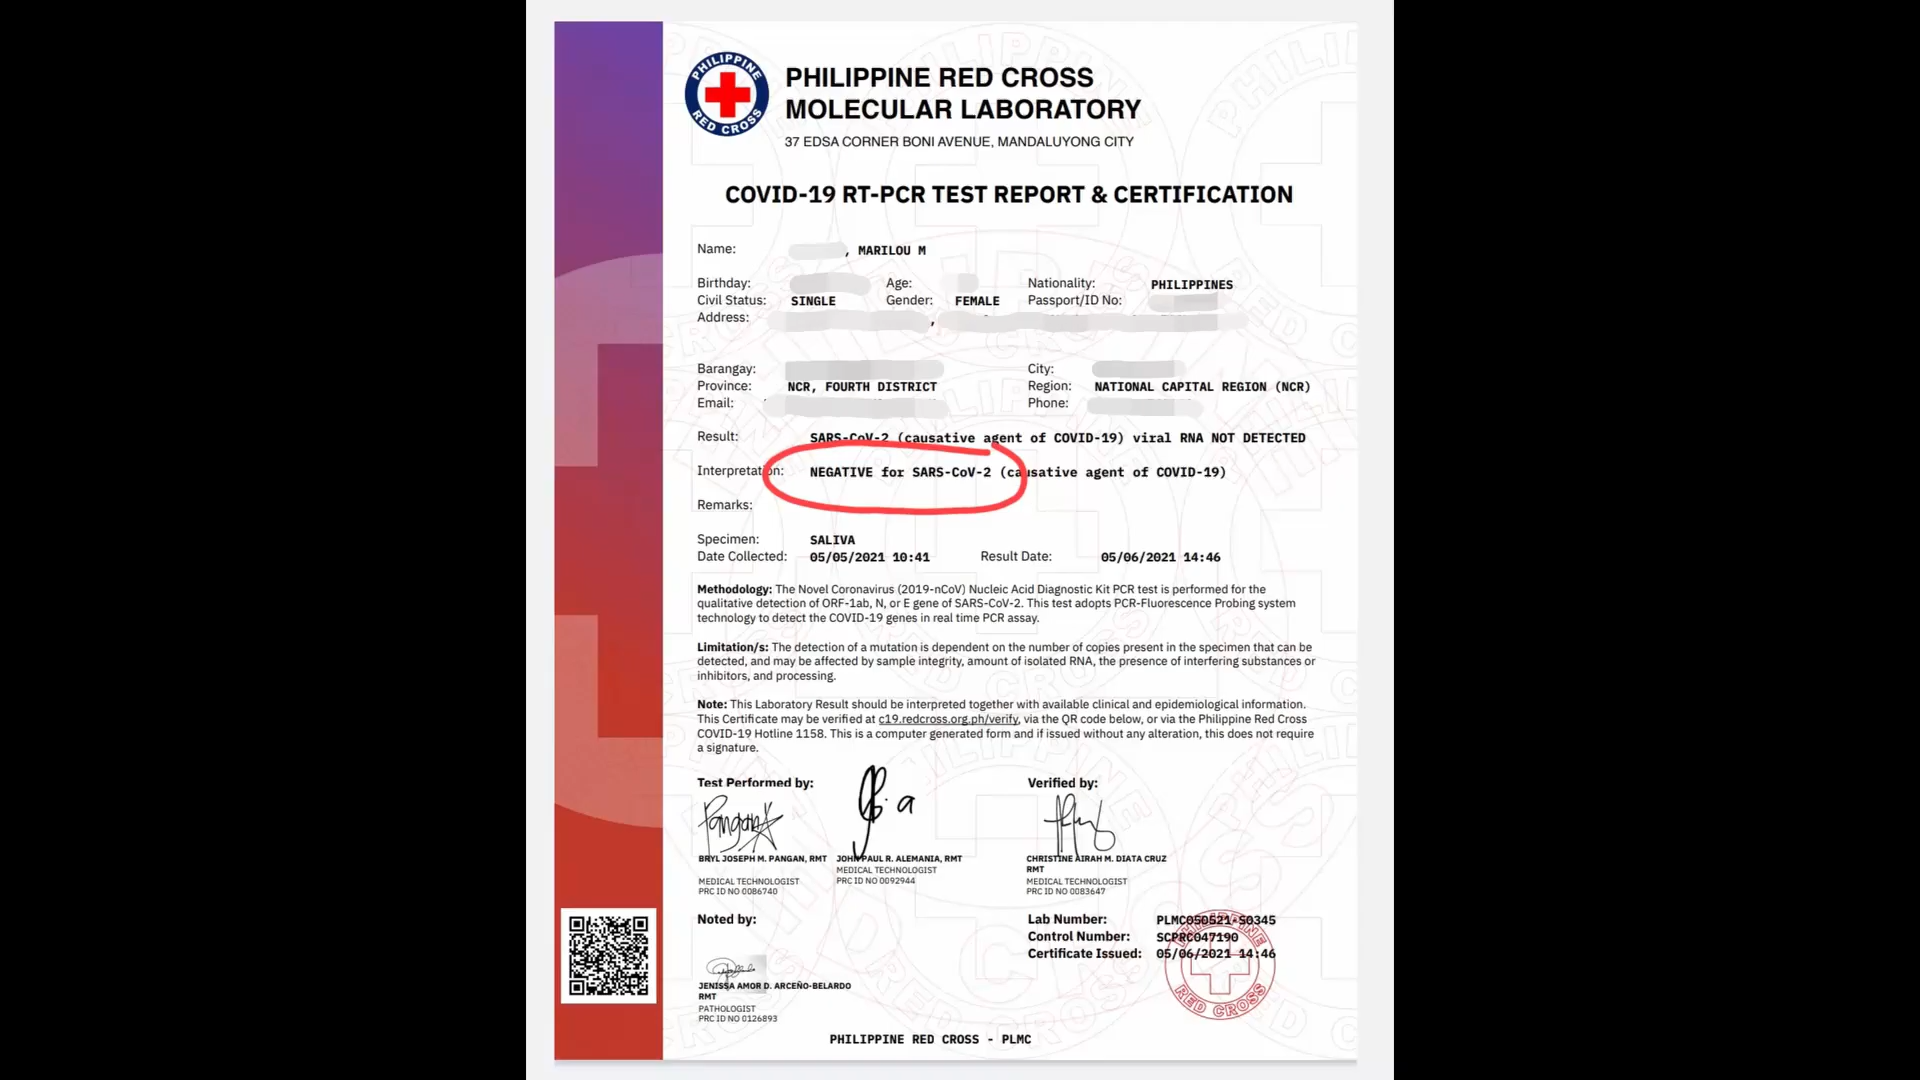 PHILIPPINE RED CROSS
PHILIPPINE RED CROSS
MOLECULAR LABORATORY
37 EDSA CORNER BONI AVENUE, MANDALUYONG CITY
COVID-19 RT-PCR TEST REPORT & CERTIFICATION
Name: , MARILOU M
Birthday: Age: Nationality: PHILIPPINES
Civil Status: SINGLE Gender: FEMALE Passport/ID No:
Address: ,
Barangay: City:
Province: NCR, FOURTH DISTRICT Region: NATIONAL CAPITAL REGION (NCR)
Email: Phone:
Result: SARS-CoV-2 (causative agent of COVID-19) viral RNA NOT DETECTED
Interpretation: NEGATIVE for SARS-CoV-2 (causative agent of COVID-19)
Remarks:
Specimen: SALIVA
Date Collected: 05/05/2021 10:41 Result Date: 05/06/2021 14:46
Methodology: The Novel Coronavirus (2019-nCoV) Nucleic Acid Diagnostic Kit PCR test is performed for the
qualitative detection of ORF-1ab, N, or E gene of SARS-CoV-2. This test adopts PCR-Fluorescence Probing system
technology to detect the COVID-19 genes in real time PCR assay.
Limitation/s: The detection of a mutation is dependent on the number of copies present in the specimen that can be
detected, and may be affected by sample integrity, amount of isolated RNA, the presence of interfering substances or
inhibitors, and processing.
Note: This Laboratory Result should be interpreted together with available clinical and epidemiological information.
This Certificate may be verified at c19.redcross.org.ph/verify, via the QR code below, or via the Philippine Red Cross
COVID-19 Hotline 1158. This is a computer generated form and if issued without any alteration, this does not require
a signature.
Test Performed by: Verified by:
BRYL JOSEPH M. PANGAN, RMT JOHN PAUL R. ALEMANIA, RMT CHRISTINE AIRAH M. DIATA CRUZ
RMT
MEDICAL TECHNOLOGIST MEDICAL TECHNOLOGIST MEDICAL TECHNOLOGIST
PRC ID NO 0086740 PRC ID NO 0092944 PRC ID NO 0083647
Noted by:
Lab Number: PLMC050521-S0345
Control Number: SCPRC047190
Certificate Issued: 05/06/2021 14:46
PHILIPPINE RED CROSS
JENISSA AMOR D. ARCEÑO-BELARDO
RMT
PATHOLOGIST
PRC ID NO 0126893
PHILIPPINE RED CROSS - PLMC